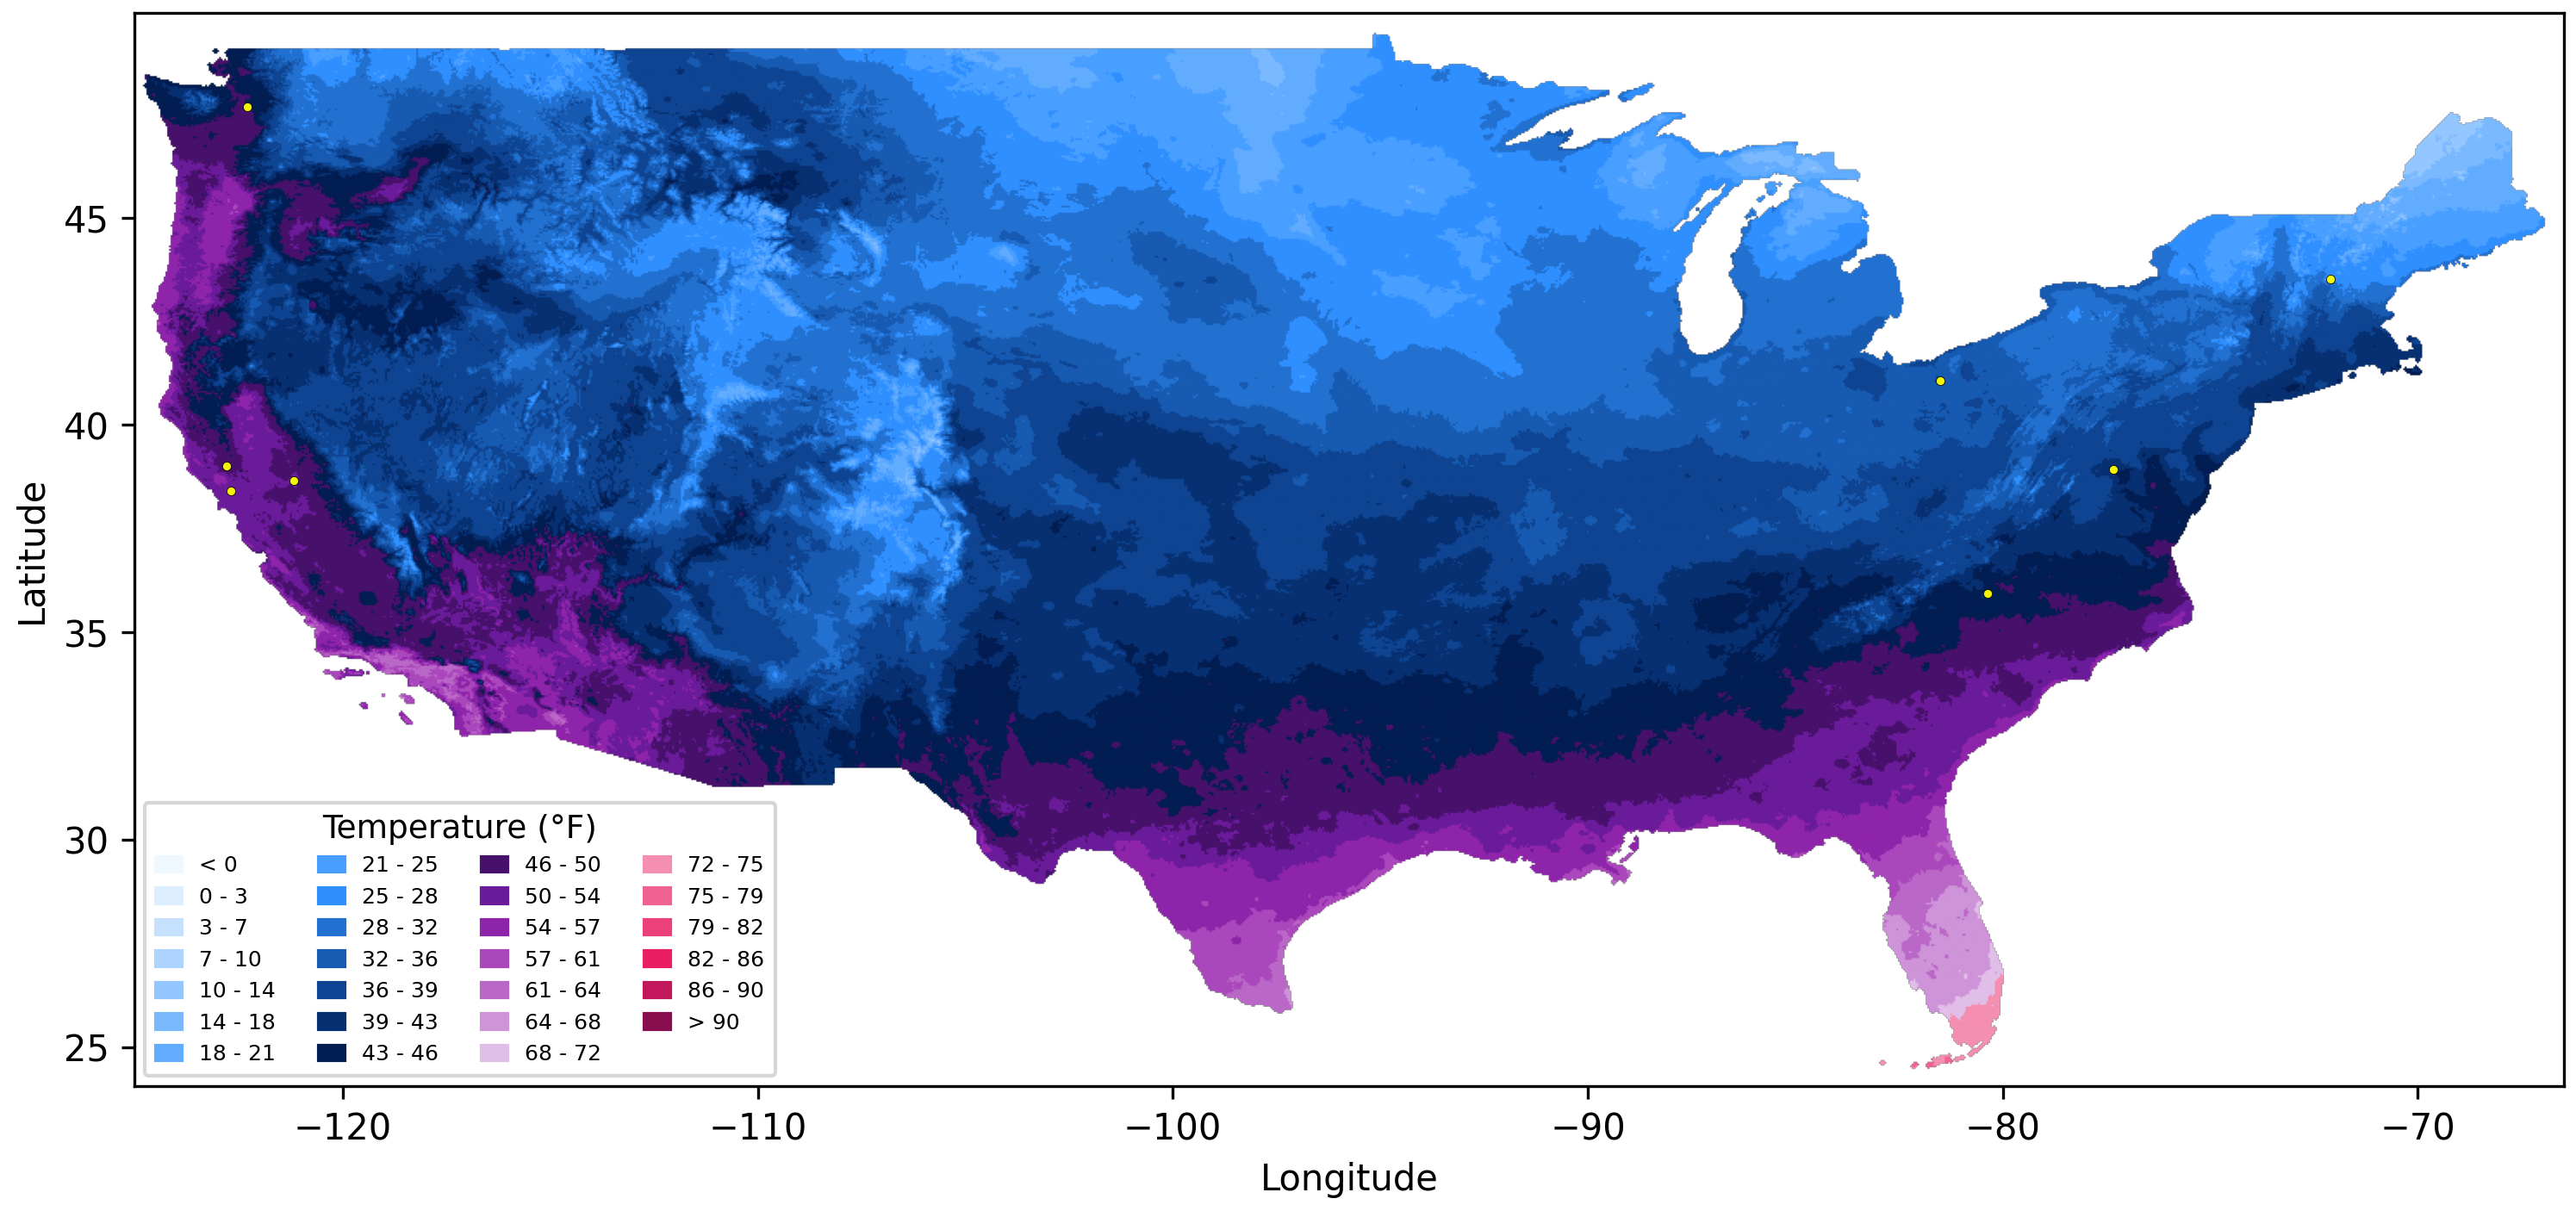 45
40
35
30
25
Latitude
Temperature (°F)
< 0 21 - 25 46 - 50 72 - 75
0 - 3 25 - 28 50 - 54 75 - 79
3 - 7 28 - 32 54 - 57 79 - 82
7 - 10 32 - 36 57 - 61 82 - 86
10 - 14 36 - 39 61 - 64 86 - 90
14 - 18 39 - 43 64 - 68 > 90
18 - 21 43 - 46 68 - 72
−120 −110 −100 −90 −80 −70
Longitude